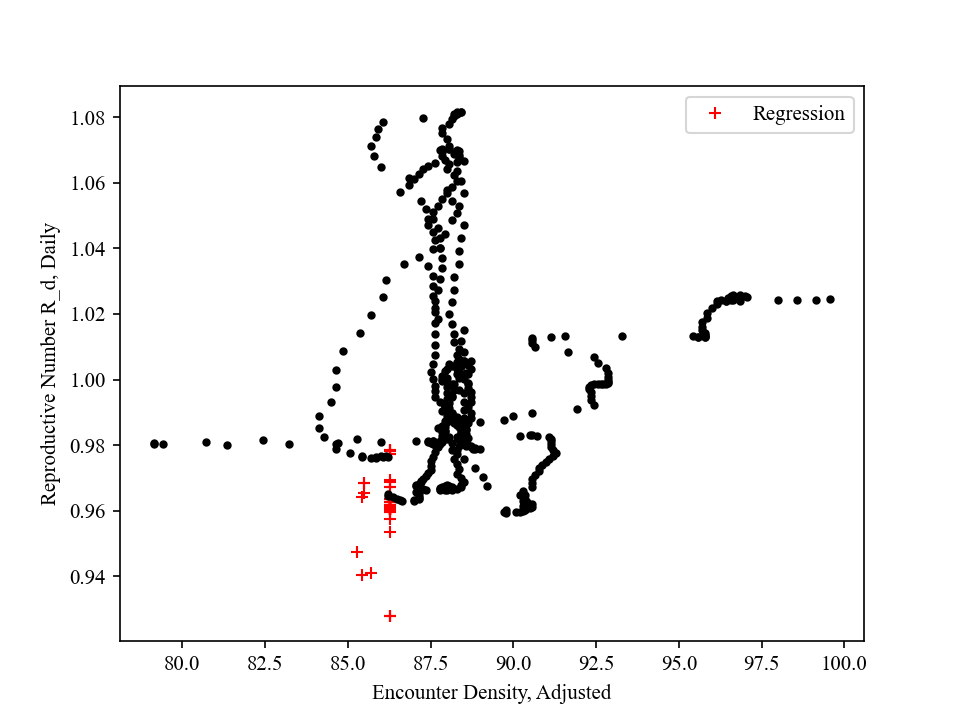 Regression
Reproductive Number R_d, Daily
1.08
1.06
1.04
1.02
1.00
0.98
0.96
0.94
80.0 82.5 85.0 87.5 90.0 92.5 95.0 97.5 100.0
Encounter Density, Adjusted